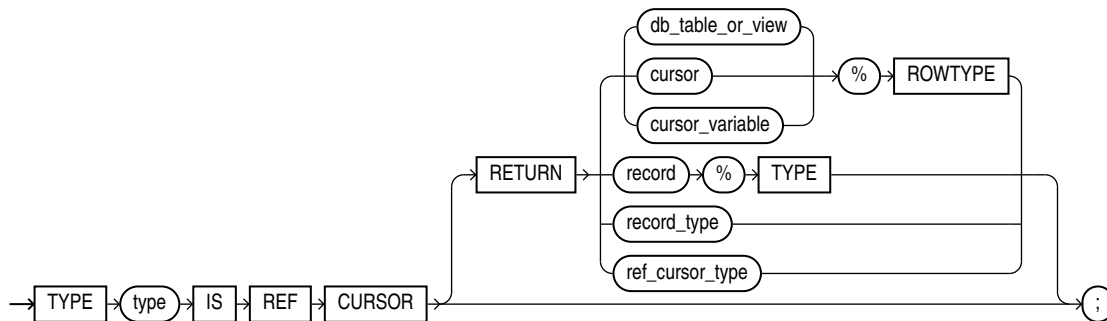 db_table_or_view
cursor % ROWTYPE
cursor_variable
RETURN record % TYPE
record_type
ref_cursor_type
TYPE type IS REF CURSOR ;